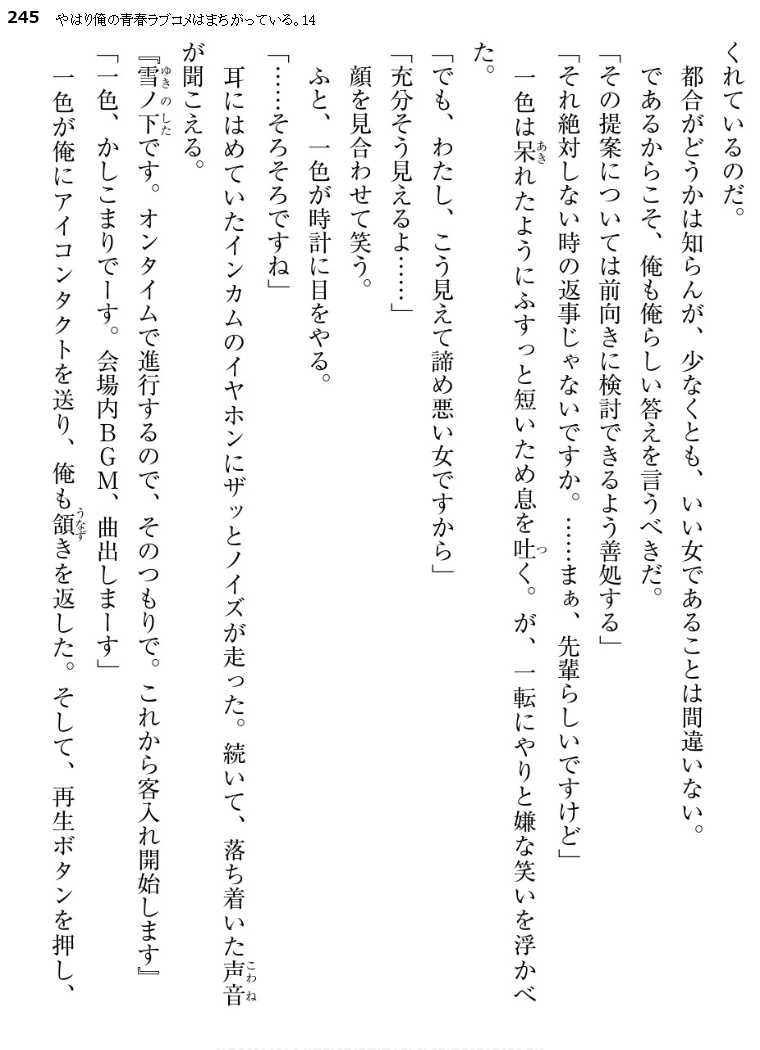 245 やはり俺の青春ラブコメはまちがっている。14
くれているのだ。
都合がどうかは知らんが、少なくとも、いい女であることは間違いない。
であるからこそ、俺も俺らしい答えを言うべきだ。
「その提案については前向きに検討できるよう善処する」
「それ絶対しない時の返事じゃないですか。……まぁ、先輩らしいですけど」
一色は呆れたようにふすっと短いため息を吐く。が、一転にやりと嫌な笑いを浮かべ
た。
「でも、わたし、こう見えて諦め悪い女ですから」
「充分そう見えるよ……」
顔を見合わせて笑う。
ふと、一色が時計に目をやる。
「……そろそろですね」
耳にはめていたインカムのイヤホンにザッとノイズが走った。続いて、落ち着いた声音
が聞こえる。
『雪ノ下です。オンタイムで進行するので、そのつもりで。これから客入れ開始します』
「一色、かしこまりでーす。会場内BGM、曲出しまーす」
一色が俺にアイコンタクトを送り、俺も頷きを返した。そして、再生ボタンを押し、